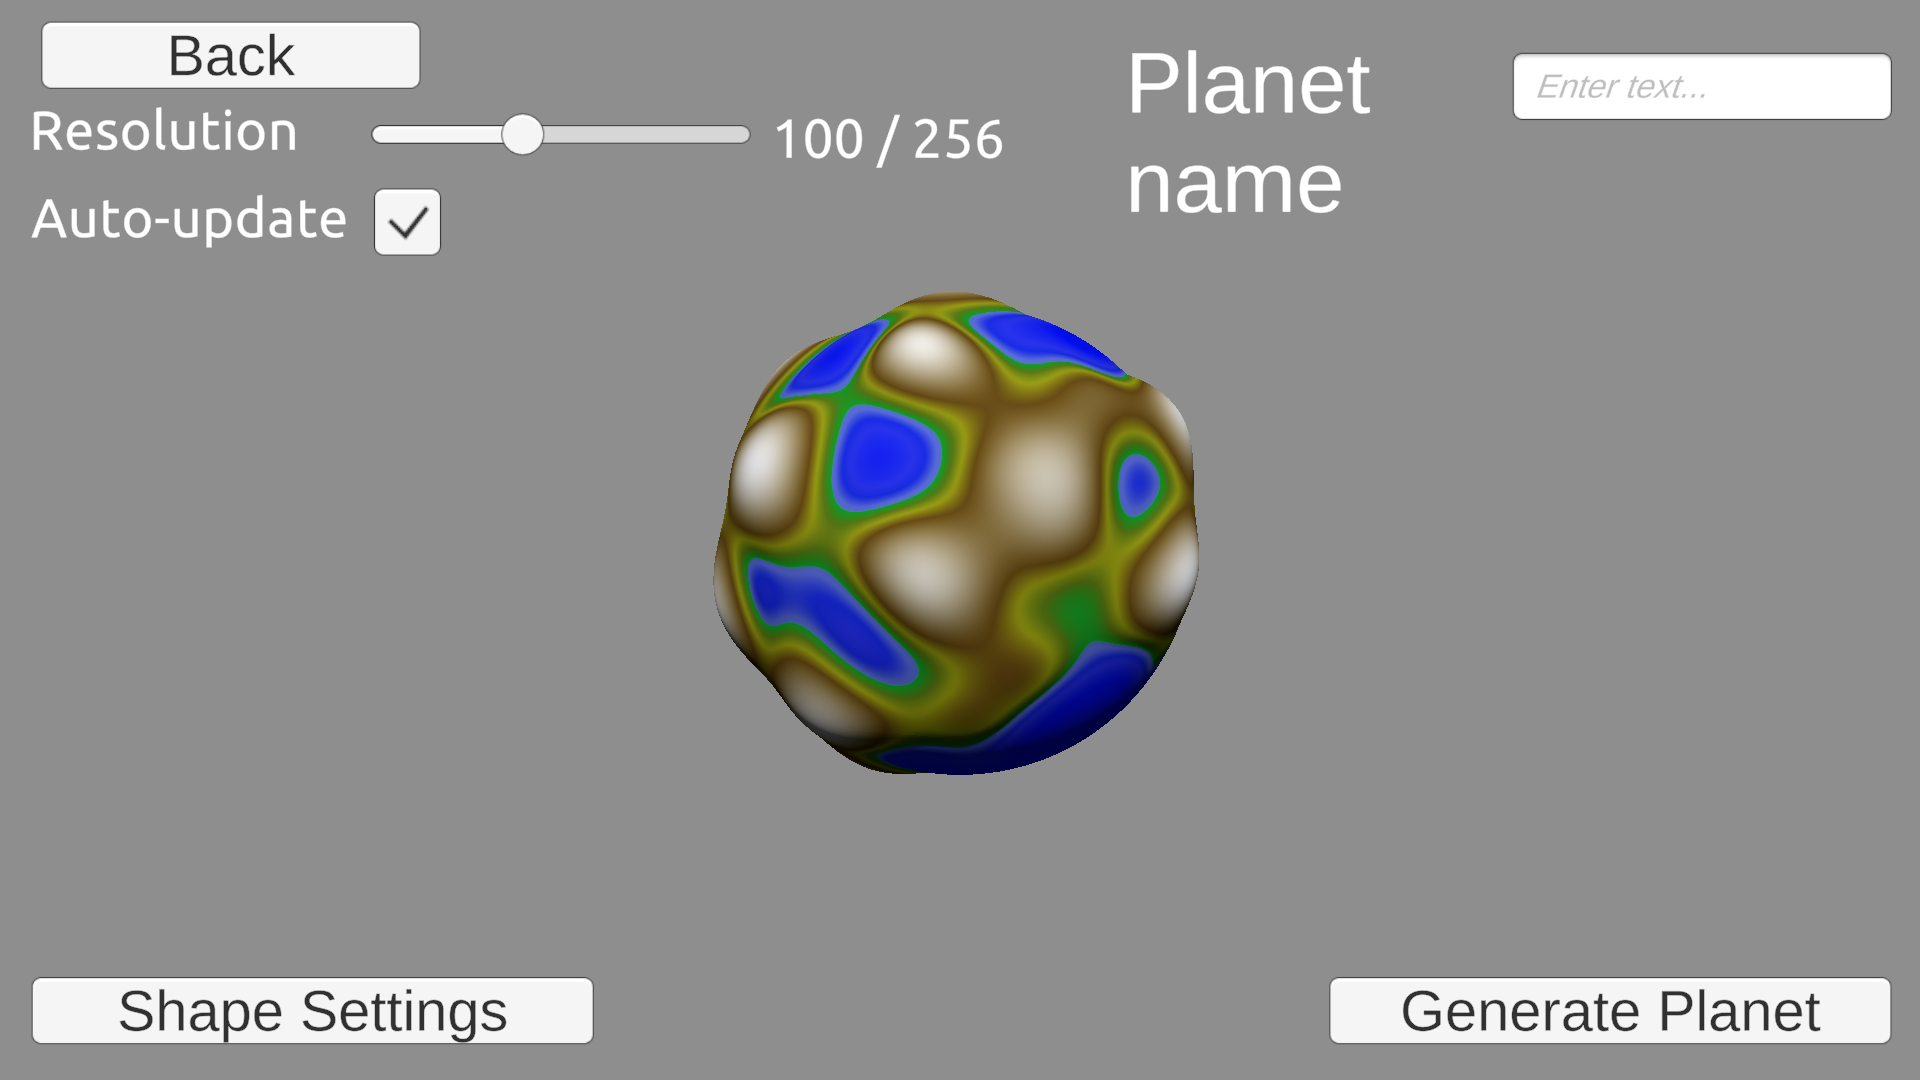 Back
Resolution
100 / 256
Auto-update
Planet
name
Enter text...
Shape Settings
Generate Planet